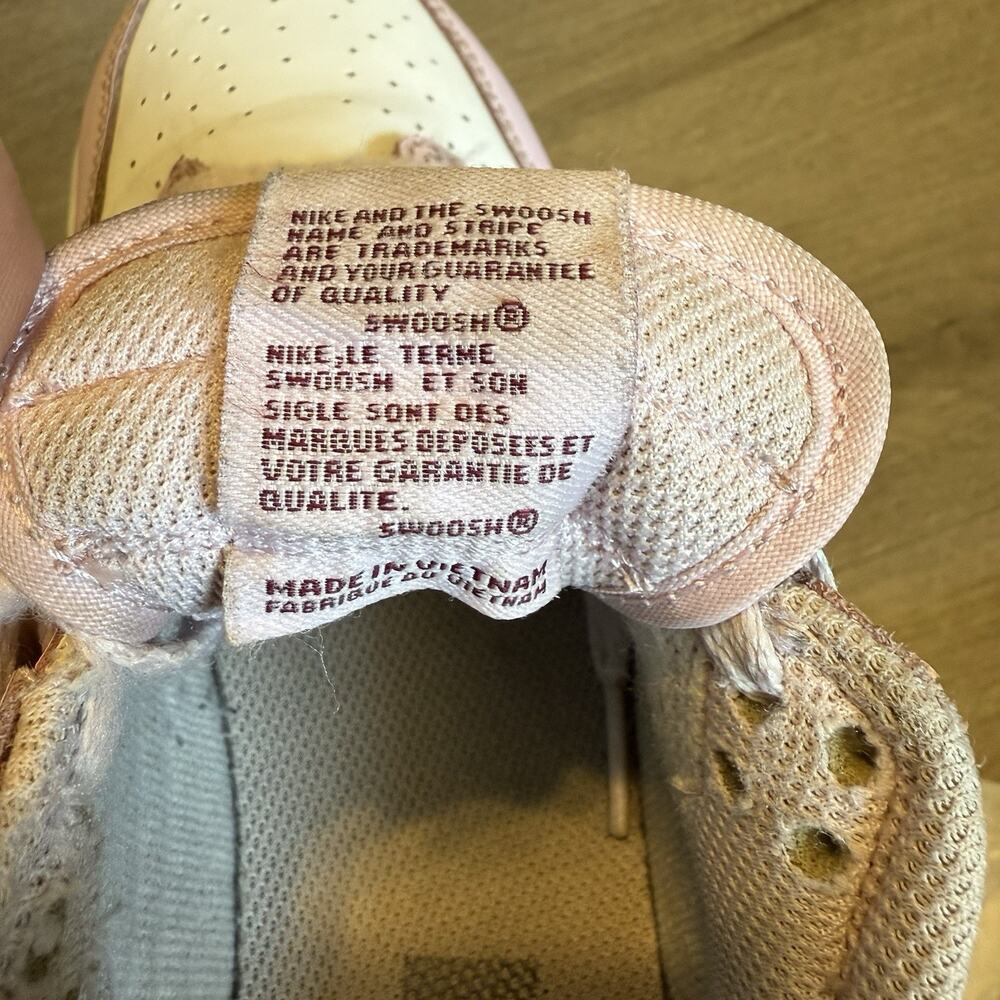 NIKE AND THE SWOOSH
NAME AND STRIPE
ARE TRADEMARKS
AND YOUR GUARANTEE
OF QUALITY
SWOOSH®
NIKE,LE TERME
SWOOSH ET SON
SIGLE SONT DES
MARQUES DEPOSEES ET
VOTRE GARANTIE DE
QUALITE.
SWOOSH®
MADE IN VIETNAM
FABRIQUE AU VIETNAM